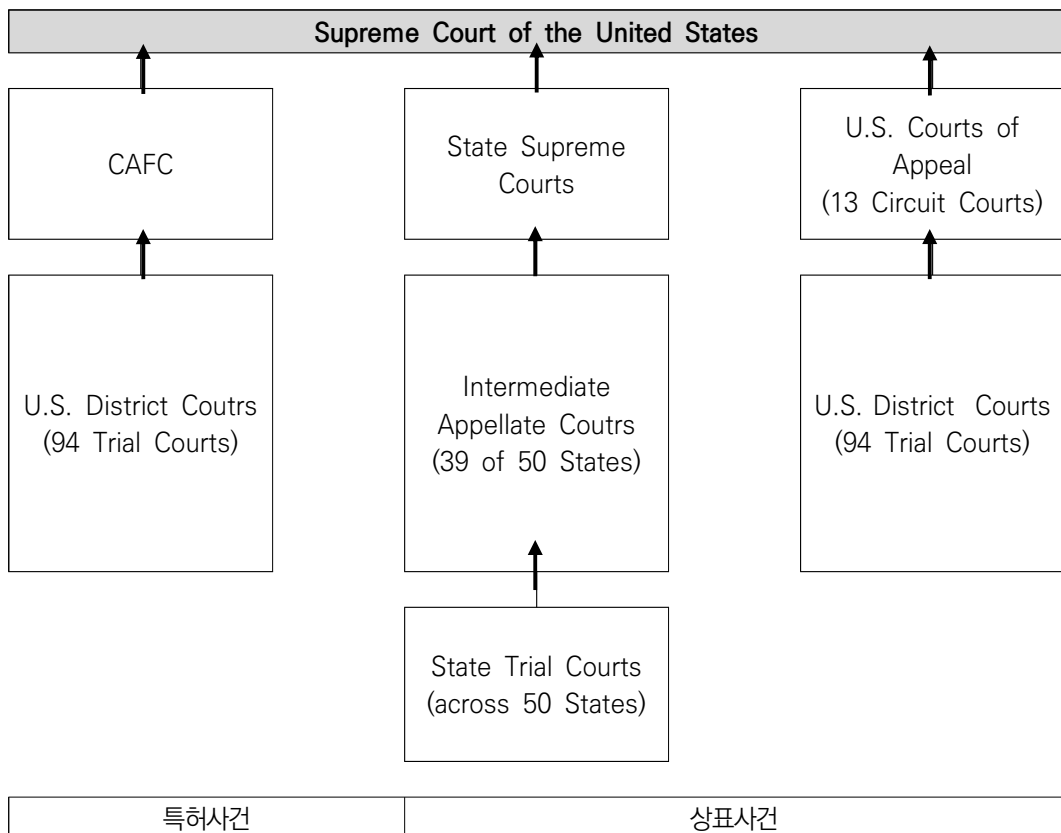 Supreme Court of the United States
CAFC
State Supreme
Courts
U.S. Courts of
Appeal
(13 Circuit Courts)
U.S. District Coutrs
(94 Trial Courts)
Intermediate
Appellate Coutrs
(39 of 50 States)
U.S. District Courts
(94 Trial Courts)
State Trial Courts
(across 50 States)
특허사건
상표사건